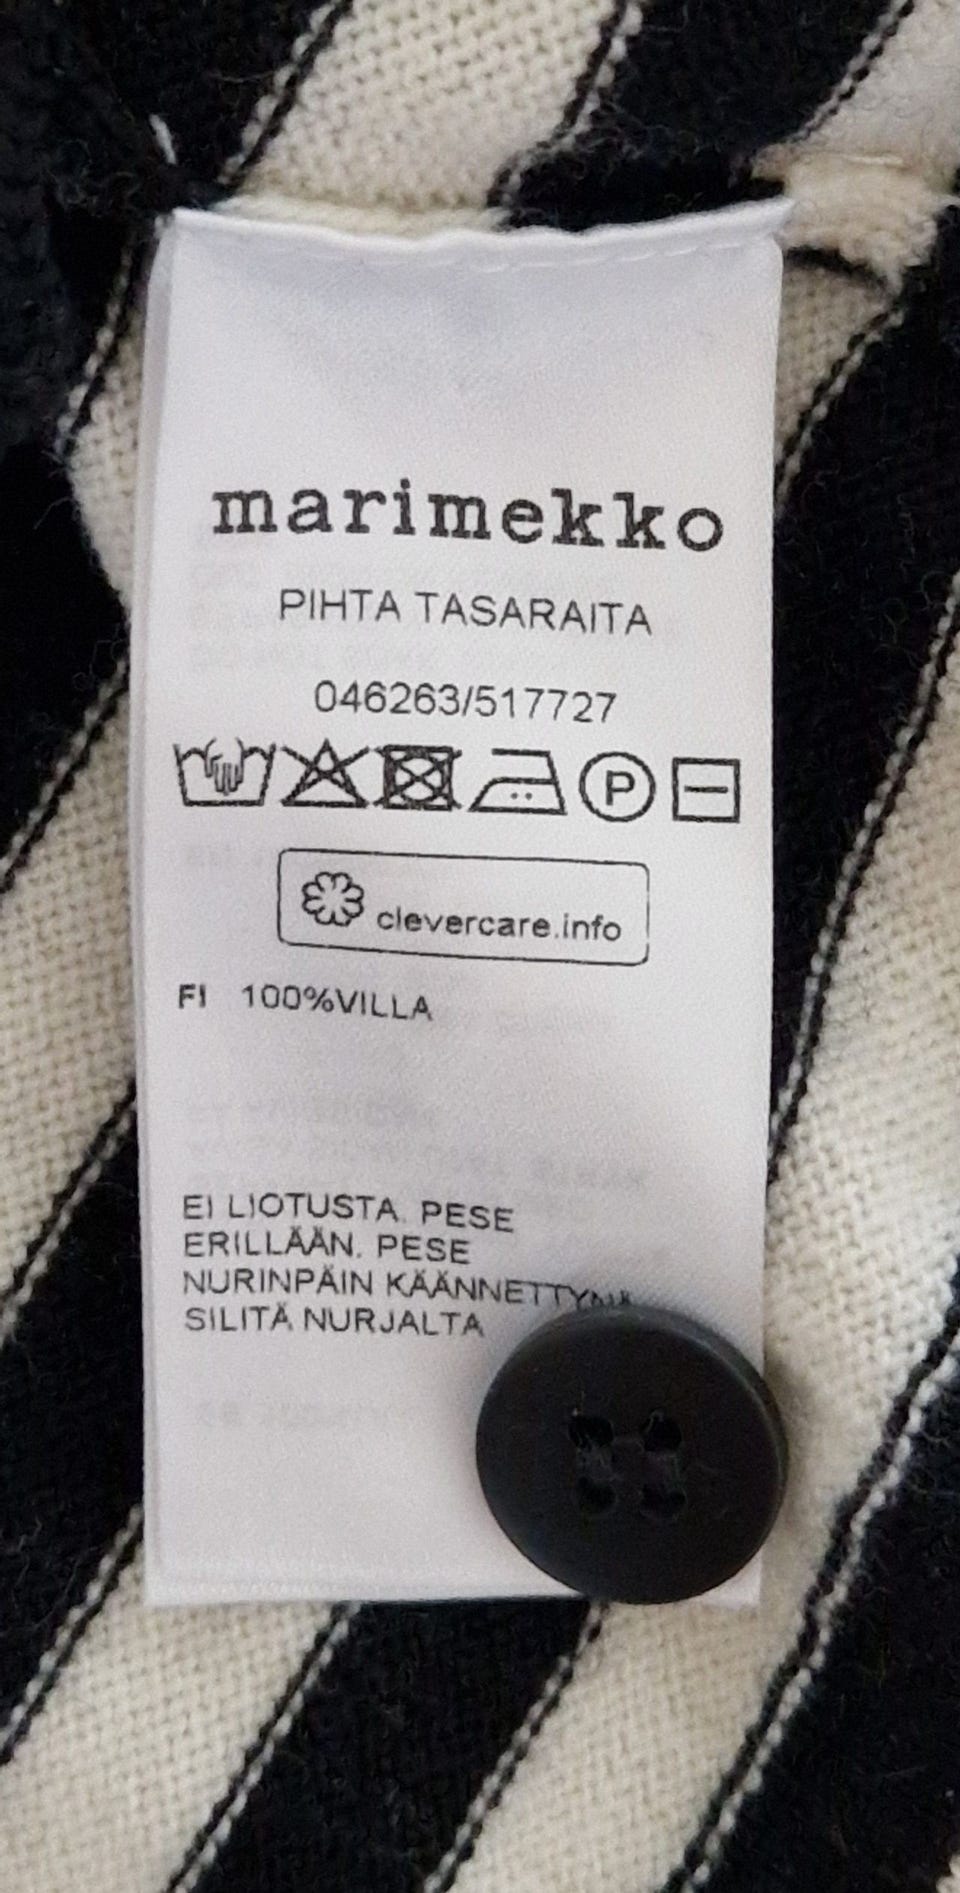 marimekko
PIHTA TASARAITA
046263/517727
P
clevercare.info
FI 100%VILLA
EI LIOTUSTA. PESE
ERILLÄÄN. PESE
NURINPÄIN KÄÄNNETTYNÄ
SILITÄ NURJALTA